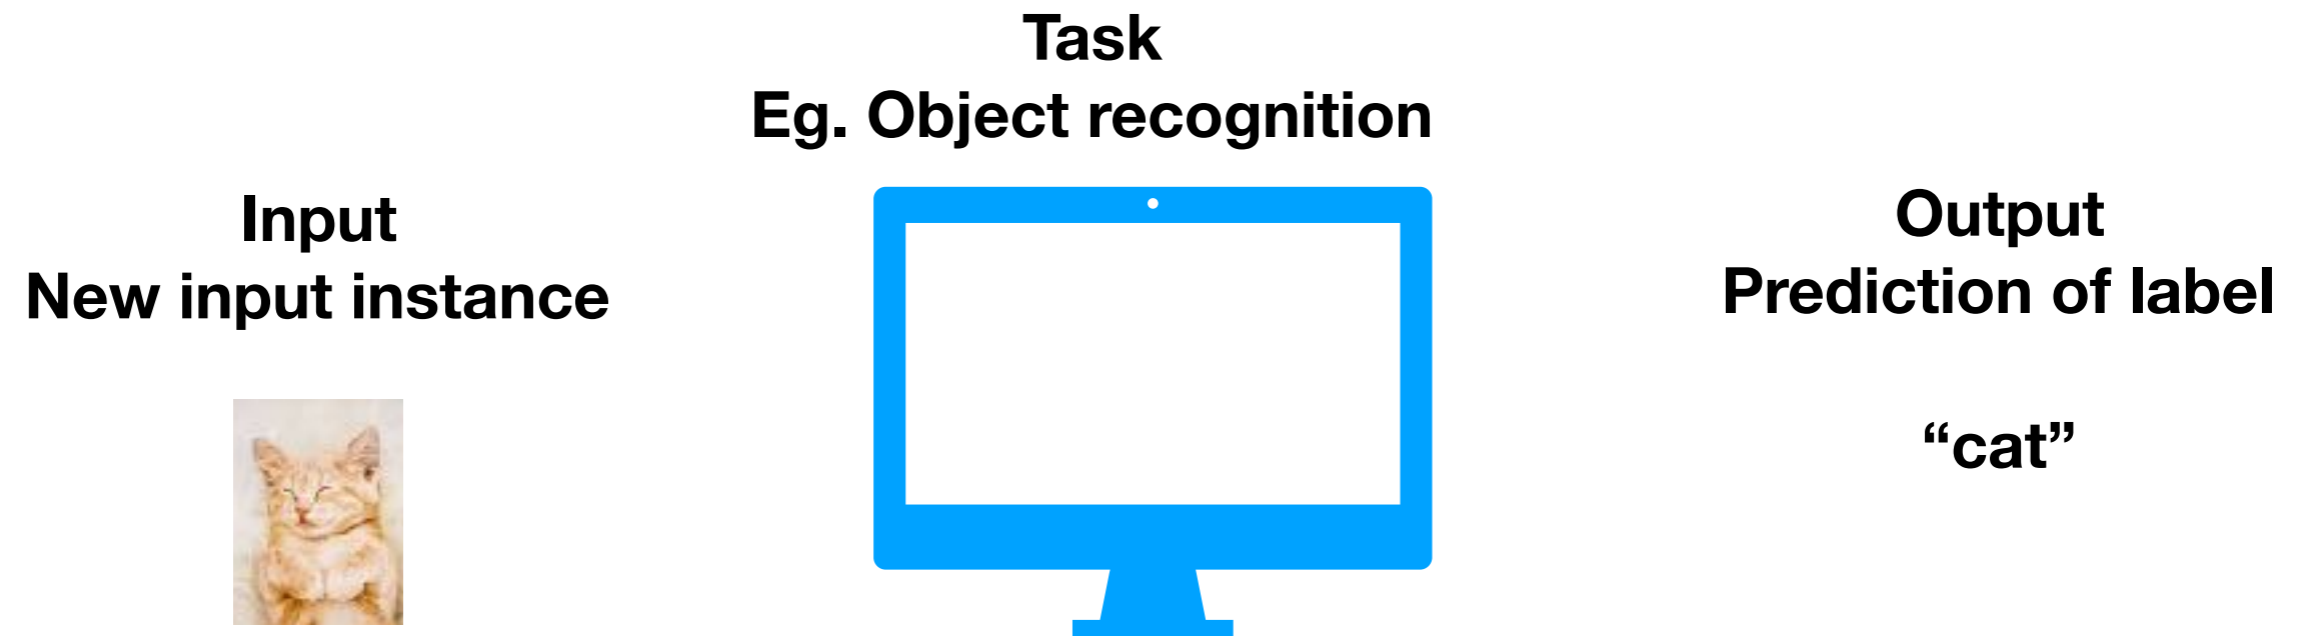 Task
Eg. Object recognition
Input
New input instance
Output
Prediction of label
“cat”